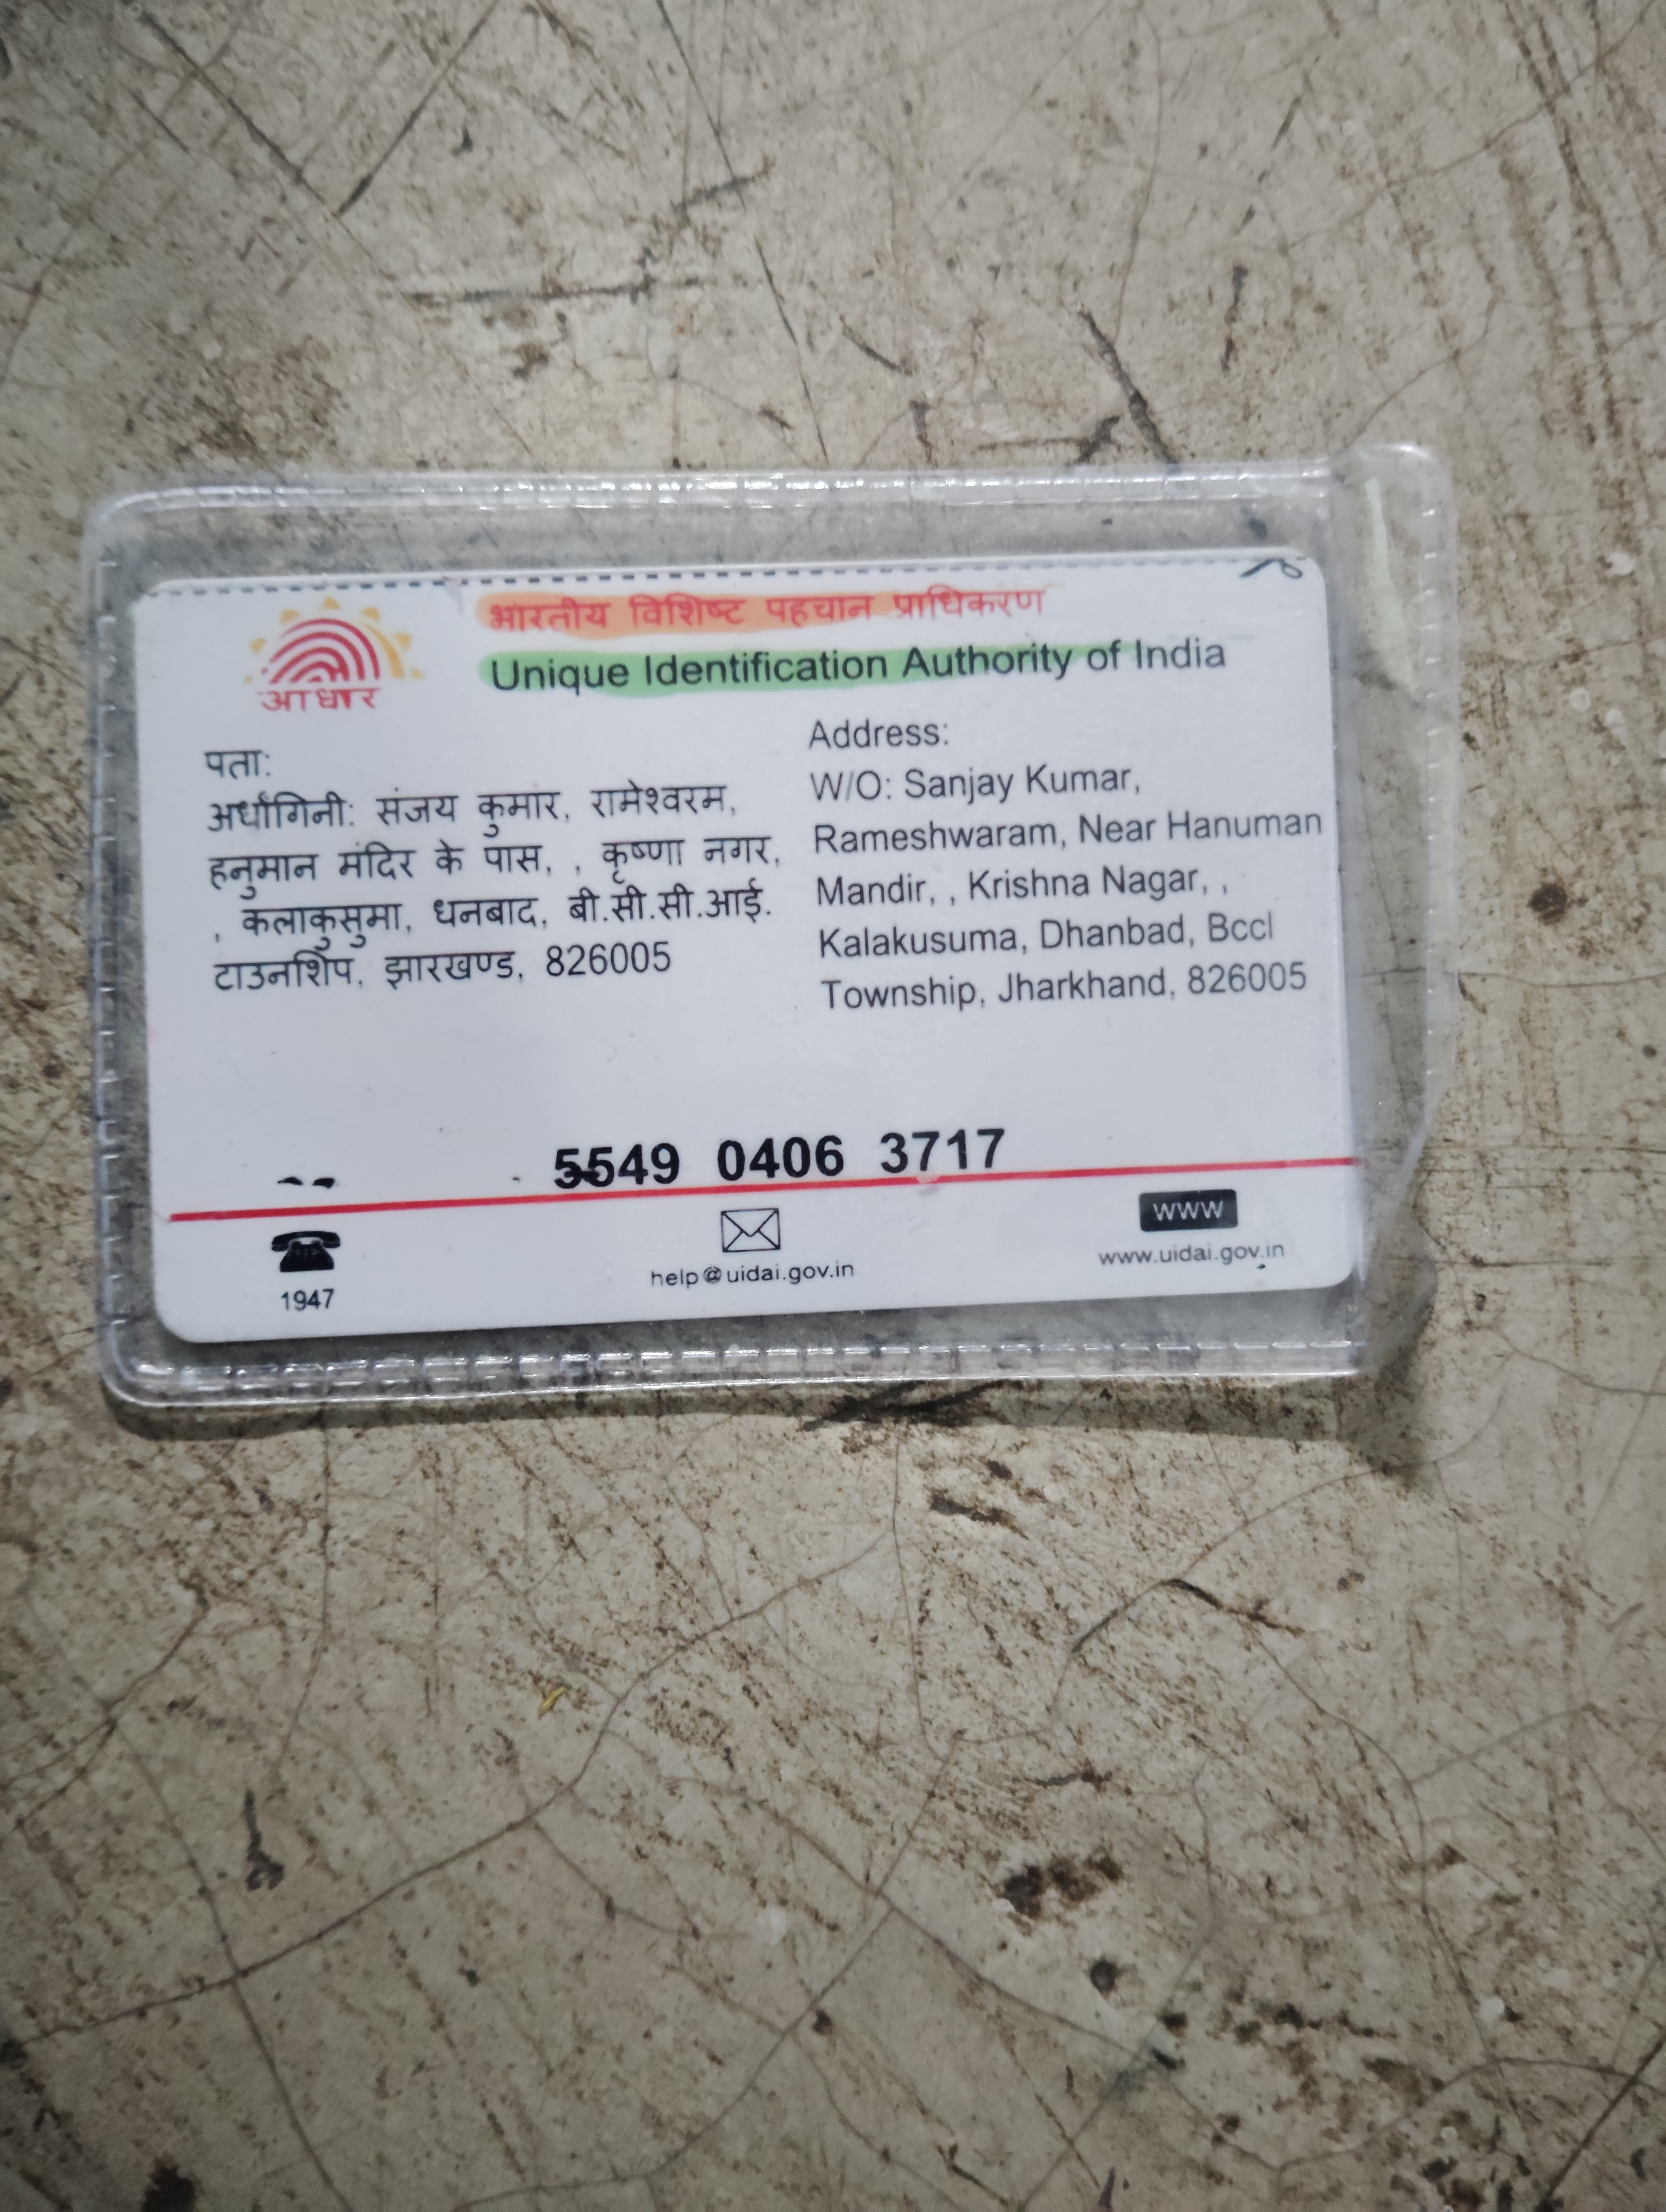 भारतीय विशिष्ट पहचान प्राधिकरण
Unique Identification Authority of India
आधार
पता:
अर्धांगिनी: संजय कुमार, रामेश्वरम,
हनुमान मंदिर के पास, , कृष्णा नगर,
, कलाकुसुमा, धनबाद, बी.सी.सी.आई.
टाउनशिप, झारखण्ड, 826005
Address:
W/O: Sanjay Kumar,
Rameshwaram, Near Hanuman
Mandir, , Krishna Nagar, ,
Kalakusuma, Dhanbad, Bccl
Township, Jharkhand, 826005
5549 0406 3717
1947
help@uidai.gov.in
WWW
www.uidai.gov.in